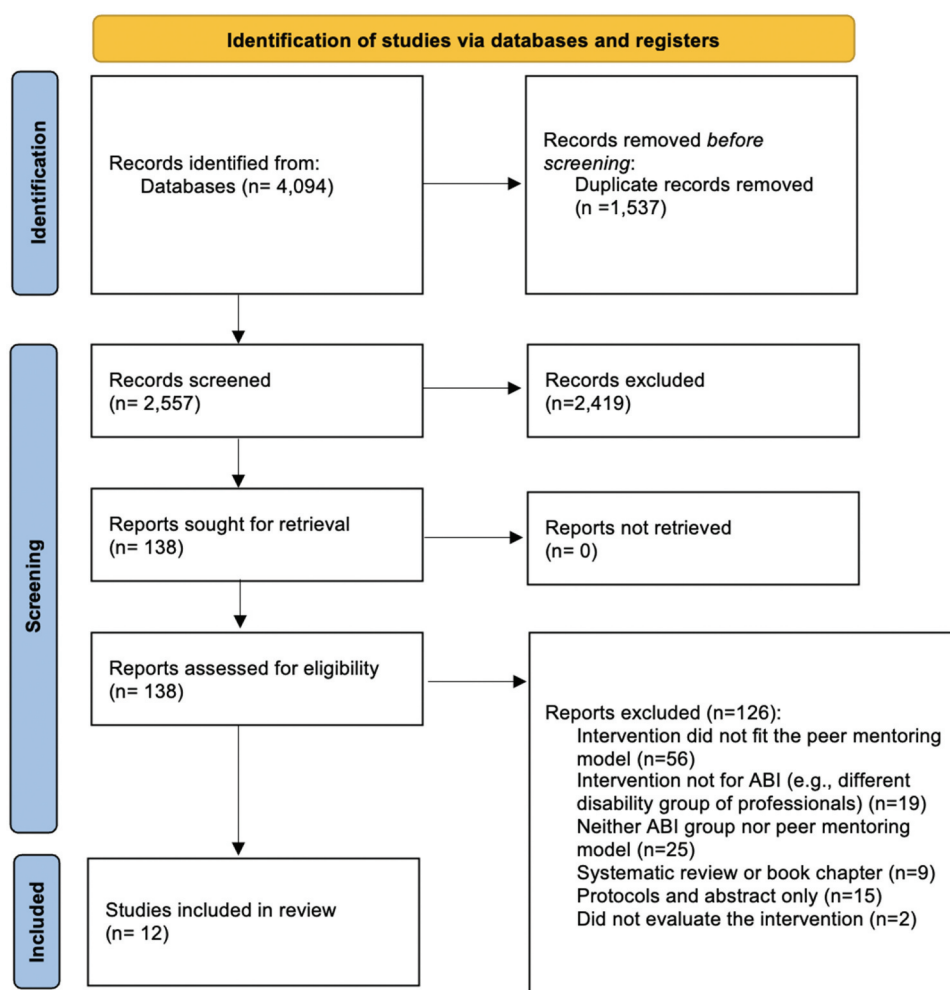 Identification of studies via databases and registers
Identification
Records identified from:
Databases (n= 4,094)
Records removed before
screening:
Duplicate records removed
(n =1,537)
Screening
Records screened
(n= 2,557)
Records excluded
(n=2,419)
Reports sought for retrieval
(n= 138)
Reports not retrieved
(n= 0)
Reports assessed for eligibility
(n= 138)
Reports excluded (n=126):
Intervention did not fit the peer mentoring
model (n=56)
Intervention not for ABI (e.g., different
disability group of professionals) (n=19)
Neither ABI group nor peer mentoring
model (n=25)
Systematic review or book chapter (n=9)
Protocols and abstract only (n=15)
Did not evaluate the intervention (n=2)
Included
Studies included in review
(n= 12)